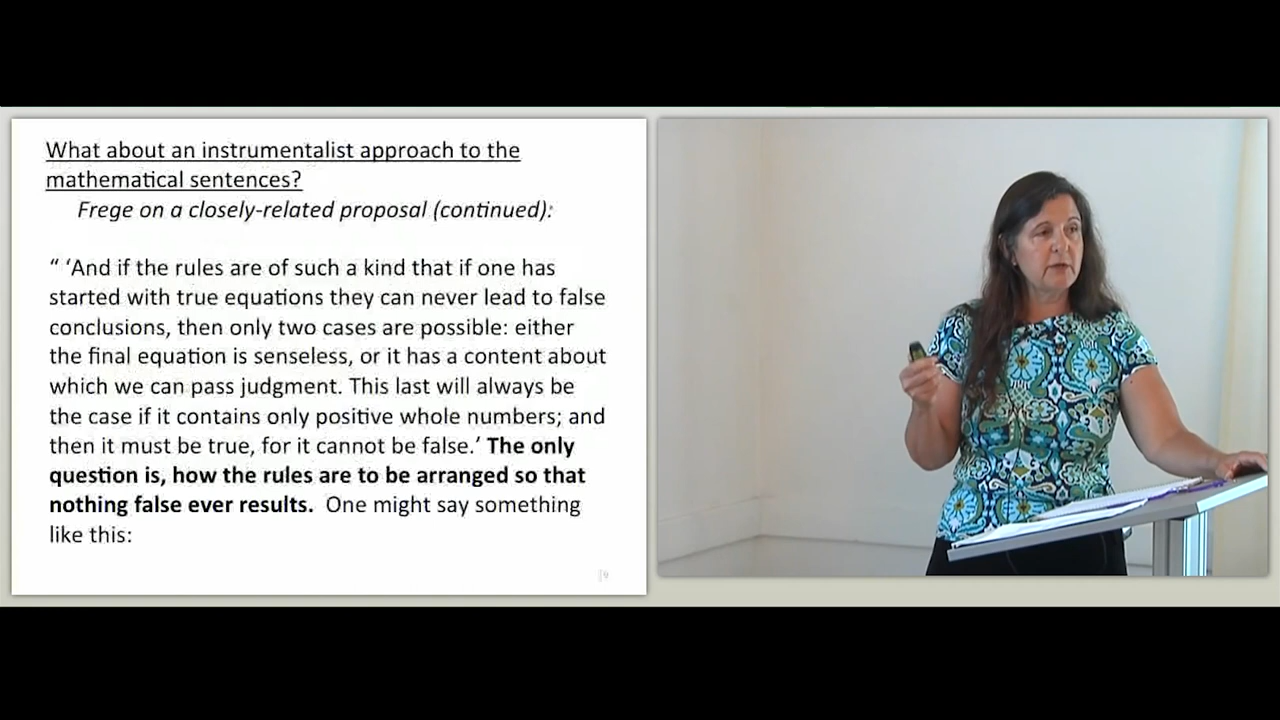 What about an instrumentalist approach to the
mathematical sentences?
Frege on a closely-related proposal (continued):
“ ‘And if the rules are of such a kind that if one has
started with true equations they can never lead to false
conclusions, then only two cases are possible: either
the final equation is senseless, or it has a content about
which we can pass judgment. This last will always be
the case if it contains only positive whole numbers; and
then it must be true, for it cannot be false.’ The only
question is, how the rules are to be arranged so that
nothing false ever results.  One might say something
like this: